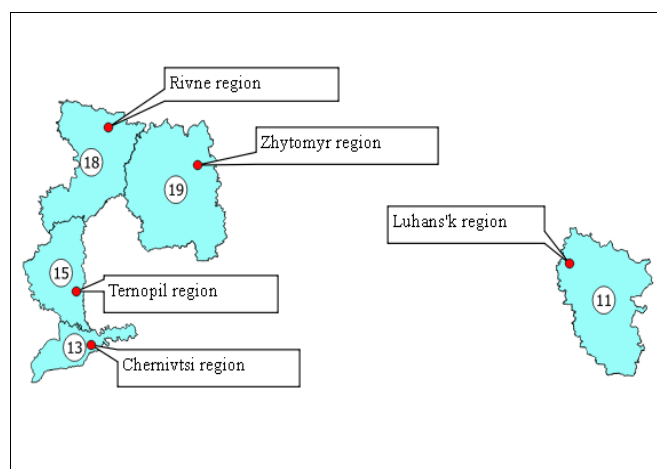 Rivne region
Zhytomyr region
18
19
Luhans'k region
15
Ternopil region
11
13
Chernivtsi region